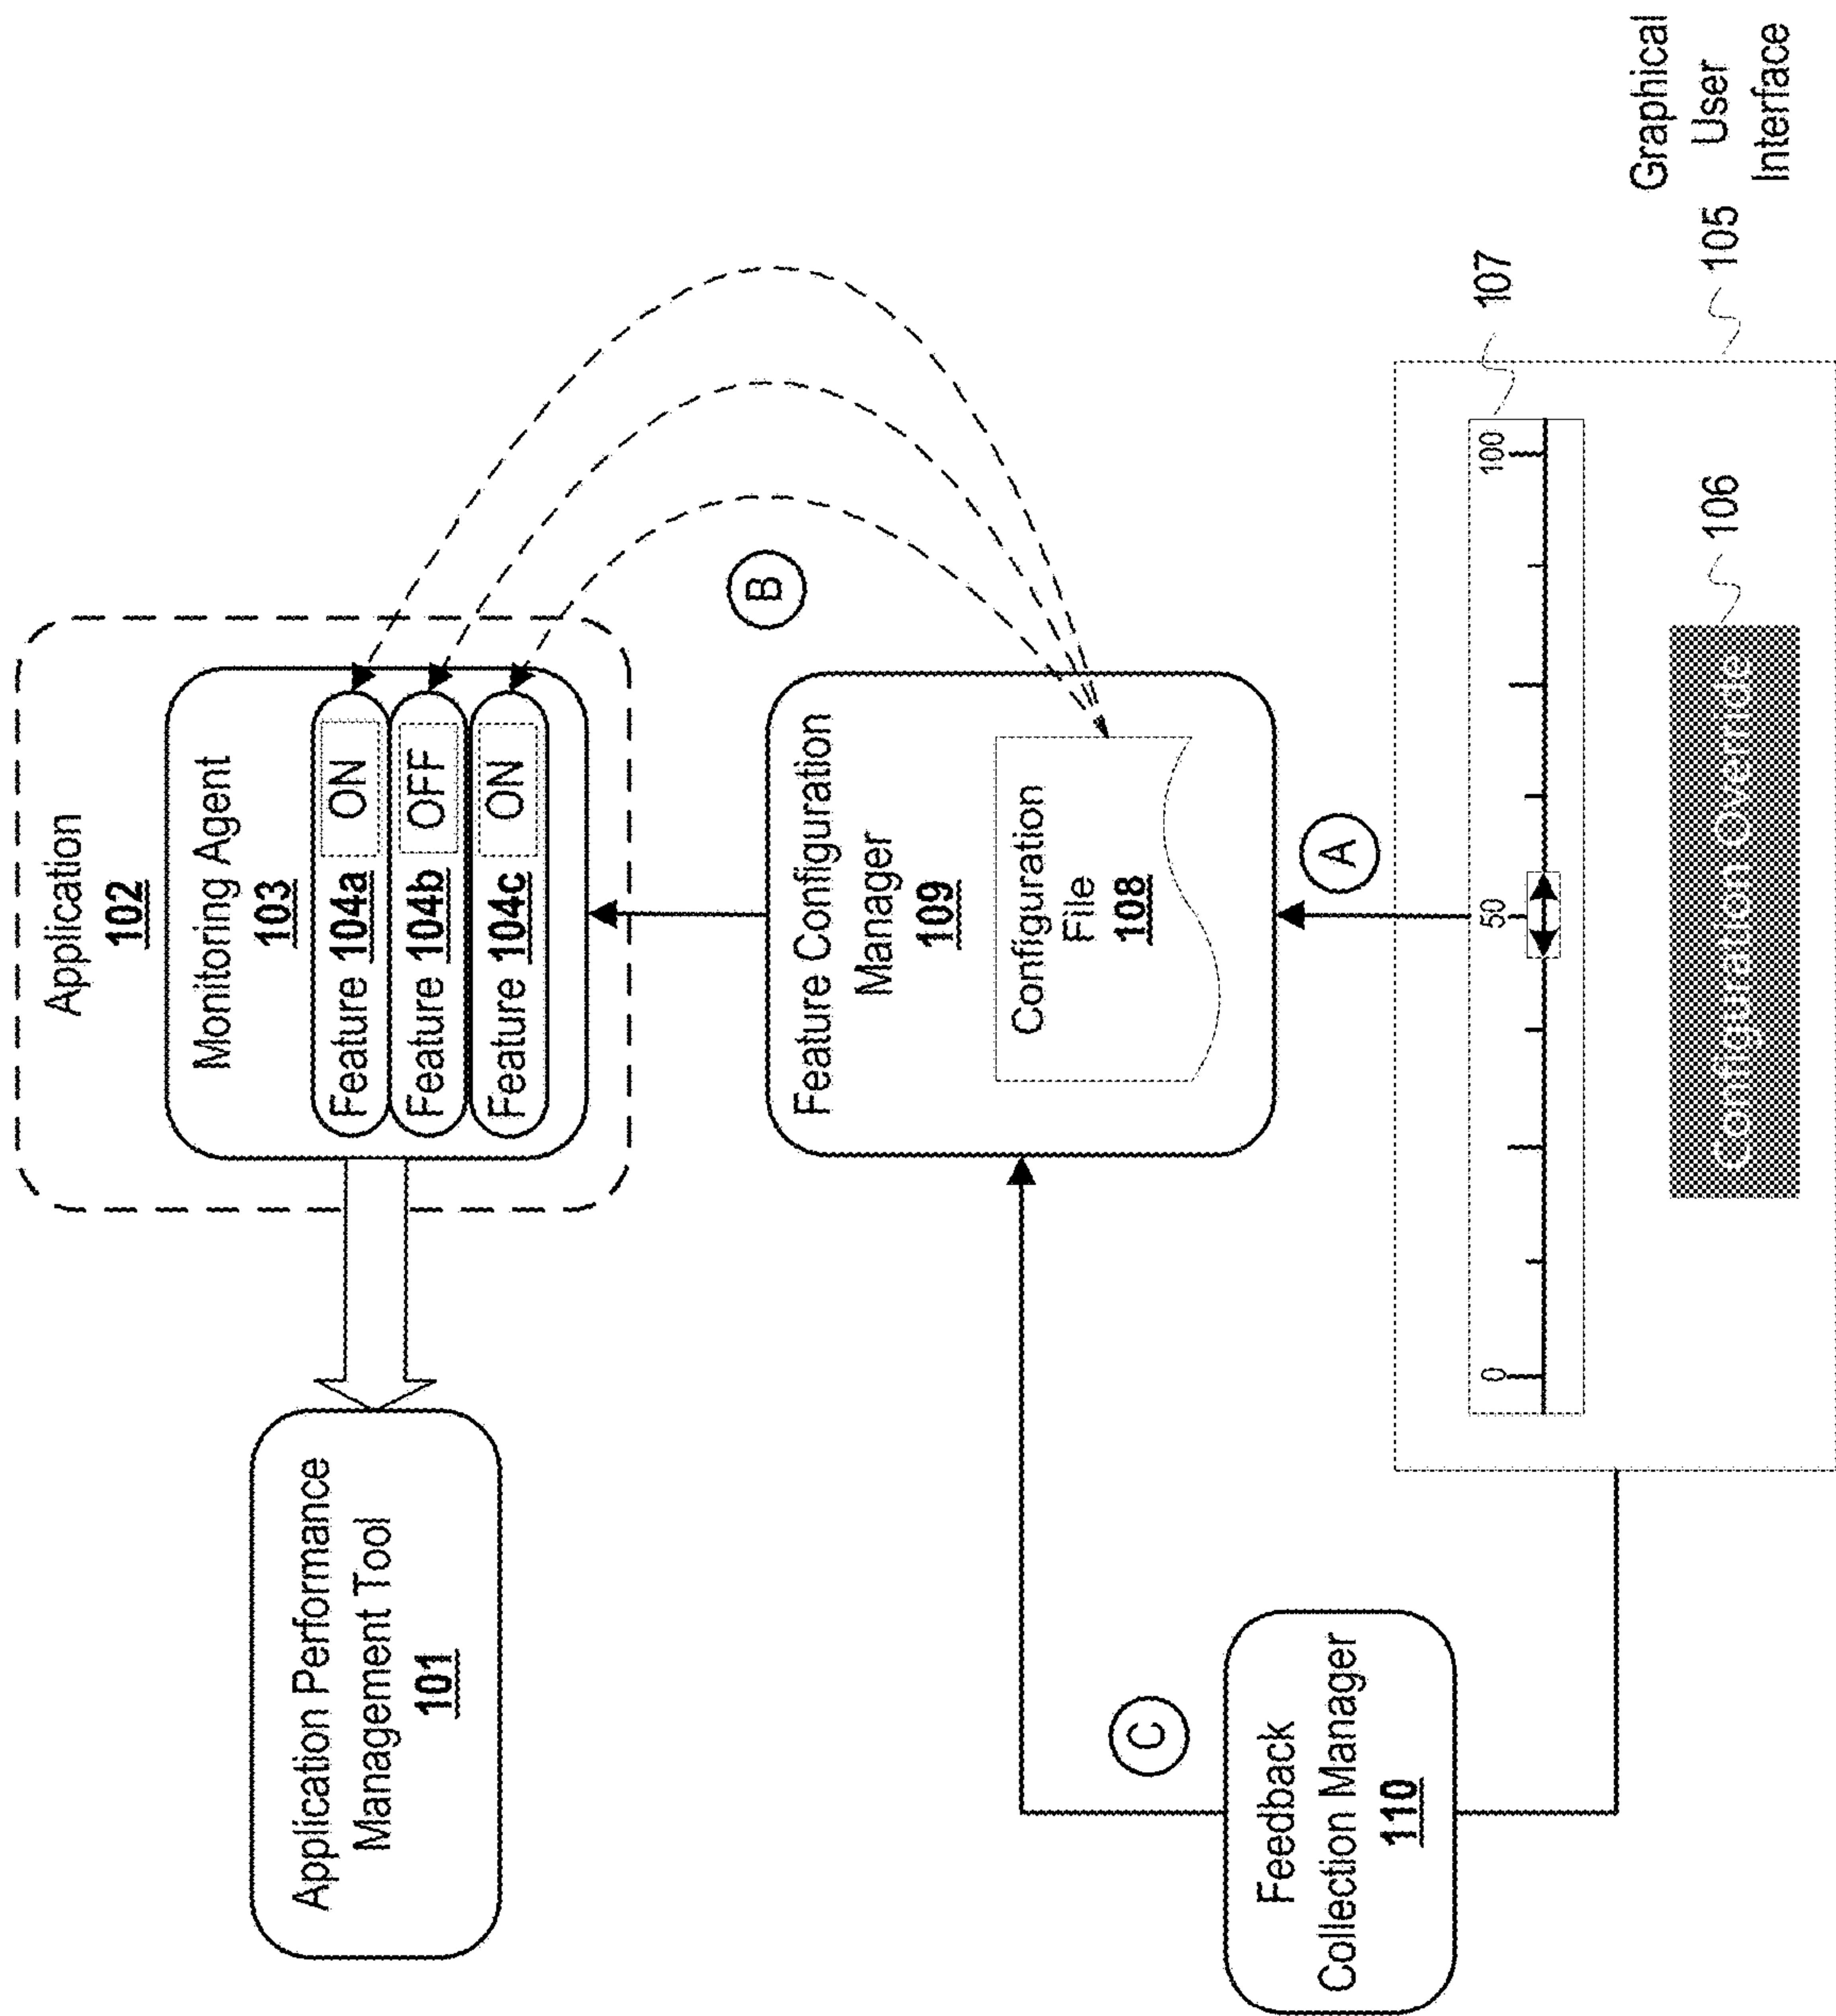 Application
102
Monitoring Agent
103
Feature 104a ON
Feature 104b OFF
Feature 104c ON
Application Performance
Management Tool
101
B
Feature Configuration
Manager
109
Configuration
File
108
C
A
Feedback
Collection Manager
110
0 50 100
107
Configuration Override
106
105
Graphical
User
Interface